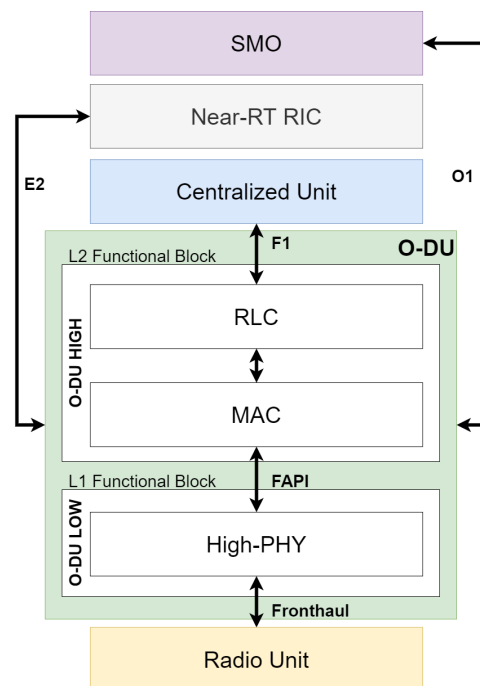 SMO
Near-RT RIC
E2
O1
Centralized Unit
F1
O-DU
L2 Functional Block
O-DU HIGH
RLC
MAC
L1 Functional Block
FAPI
O-DU LOW
High-PHY
Fronthaul
Radio Unit